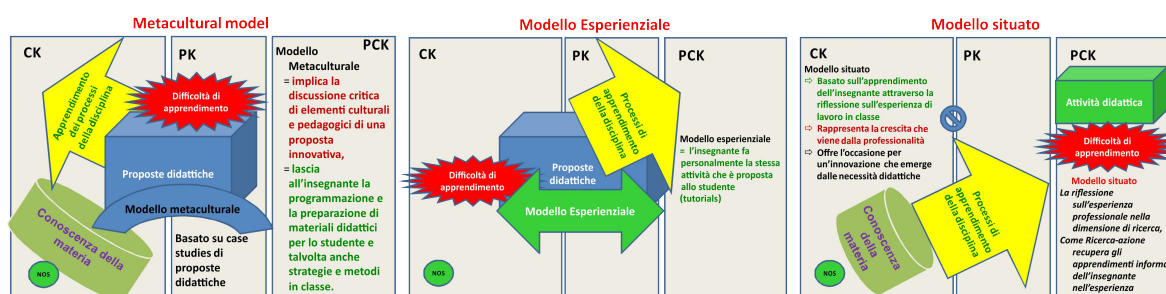 Metacultural model
CK
PK
PCK
Apprendimento
dei processi
della disciplina
Difficoltà di
apprendimento
Proposte didattiche
Modello metaculturale
Conoscenza della
materia
NOS
Basato su case
studies di
proposte
didattiche
Modello
Metaculturale
= implica la
discussione critica
di elementi culturali
e pedagogici di una
proposta
innovativa,
= lascia
all'insegnante la
programmazione e
la preparazione di
materiali didattici
per lo studente e
talvolta anche
strategie e metodi
in classe.
Modello Esperienziale
CK
PK
PCK
Processi di
apprendimento
della disciplina
Proposte
didattiche
Difficoltà di
apprendimento
Modello Esperienziale
NOS
Modello esperienziale
= l'insegnante fa
personalmente la stessa
attività che è proposta
allo studente
(tutorials)
Modello situato
CK
PK
PCK
Modello situato
⇨ Basato sull'apprendimento
dell'insegnante attraverso la
riflessione sull'esperienza di
lavoro in classe
⇨ Rappresenta la crescita che
viene dalla professionalità
⇨ Offre l'occasione per
un'innovazione che emerge
dalle necessità didattiche
Conoscenza
della
materia
NOS
Processi di
apprendimento
della disciplina
Attività didattica
Difficoltà di
apprendimento
Modello situato
La riflessione
sull'esperienza
professionale nella
dimensione di ricerca,
Come Ricerca-azione
recupera gli
apprendimenti informa
dell'insegnante
nell'esperienza